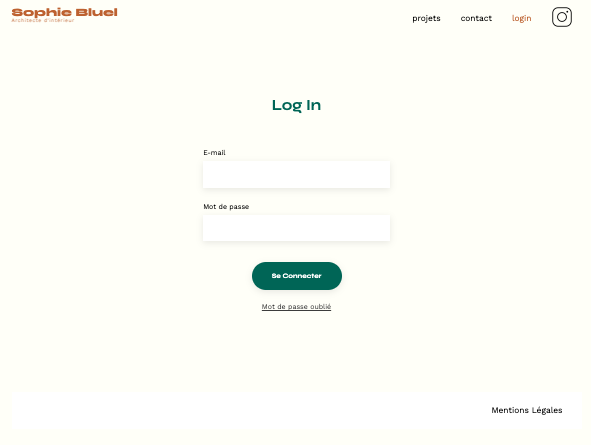 Sophie Bluel
Architecte d'intérieur
projets contact login
Log In
E-mail
Mot de passe
Se Connecter
Mot de passe oublié
Mentions Légales